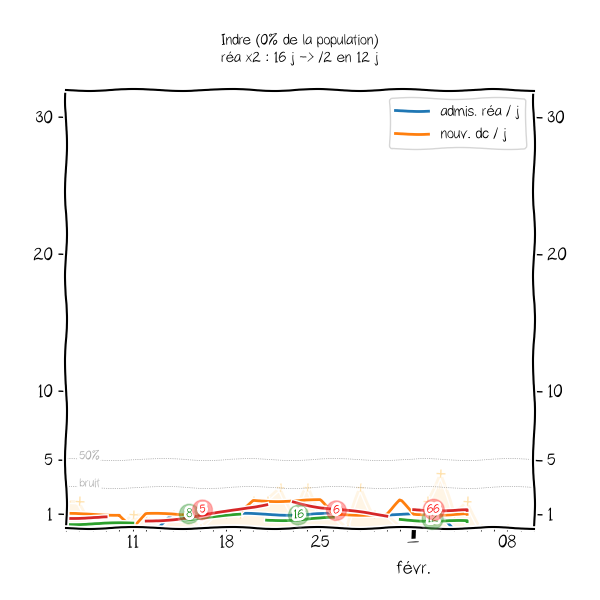 Indre (0% de la population)
réa x2 : 16 j -> /2 en 12 j
admis. réa / j
nouv. dc / j
30 30
20 20
10 10
5 50% 5
bruit
1 8 5 16 6 66 1
11 18 25 1 08
févr.